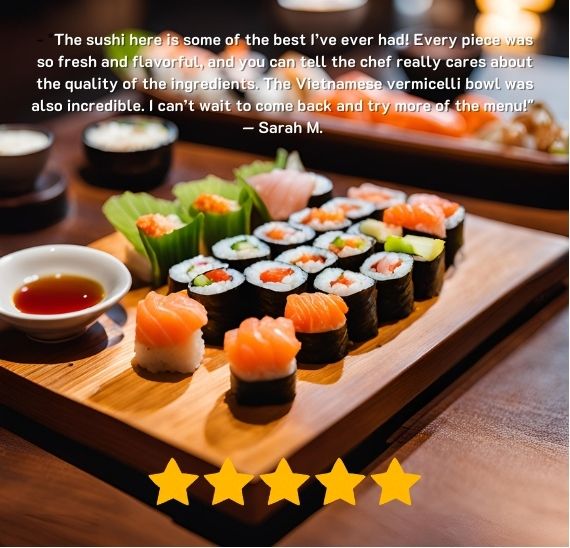 "The sushi here is some of the best I've ever had! Every piece was
so fresh and flavorful, and you can tell the chef really cares about
the quality of the ingredients. The Vietnamese vermicelli bowl was
also incredible. I can't wait to come back and try more of the menu!"
— Sarah M.